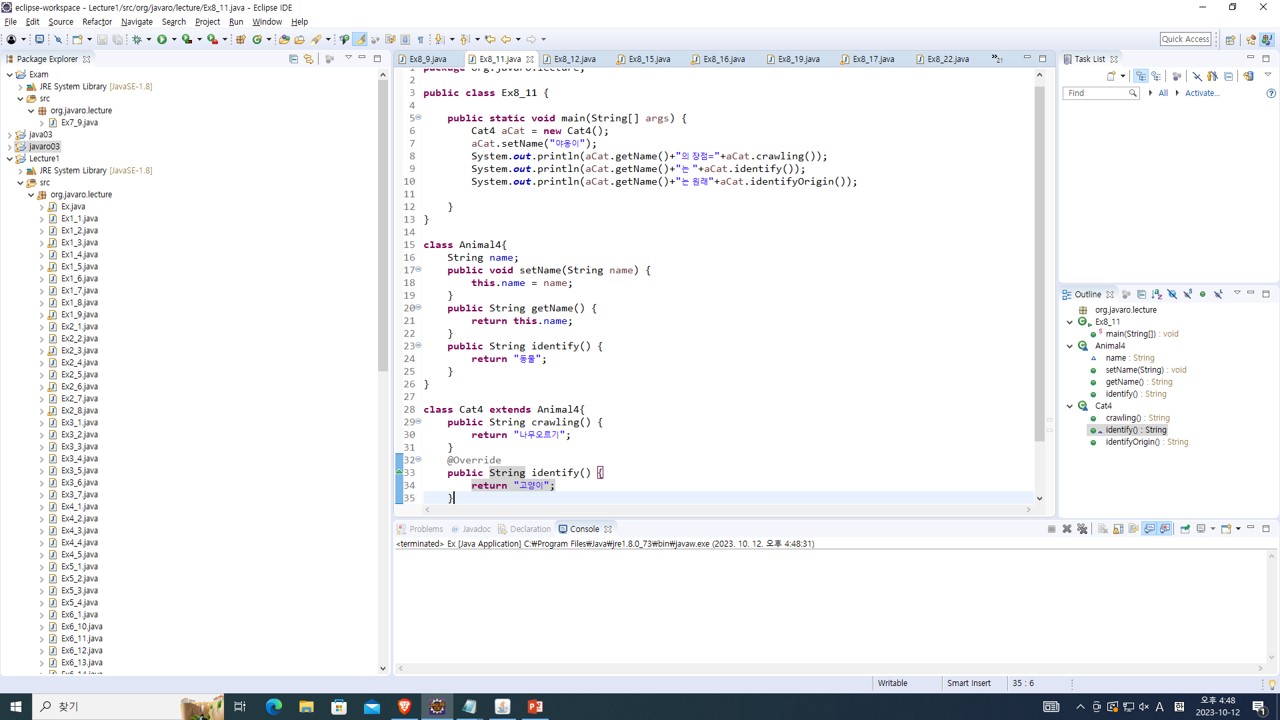 eclipse-workspace - Lecture1/src/org/javaro/lecture/Ex8_11.java - Eclipse IDE
File Edit Source Refactor Navigate Search Project Run Window Help
Quick Access
Package Explorer
Exam
JRE System Library [JavaSE-1.8]
src
org.javaro.lecture
Ex7_9.java
java03
javaro03
Lecture1
JRE System Library [JavaSE-1.8]
src
org.javaro.lecture
Ex.java
Ex1_1.java
Ex1_2.java
Ex1_3.java
Ex1_4.java
Ex1_5.java
Ex1_6.java
Ex1_7.java
Ex1_8.java
Ex1_9.java
Ex2_1.java
Ex2_2.java
Ex2_3.java
Ex2_4.java
Ex2_5.java
Ex2_6.java
Ex2_7.java
Ex2_8.java
Ex3_1.java
Ex3_2.java
Ex3_3.java
Ex3_4.java
Ex3_5.java
Ex3_6.java
Ex3_7.java
Ex4_1.java
Ex4_2.java
Ex4_3.java
Ex4_4.java
Ex4_5.java
Ex5_1.java
Ex5_2.java
Ex5_3.java
Ex5_4.java
Ex6_1.java
Ex6_10.java
Ex6_11.java
Ex6_12.java
Ex6_13.java
Ex8_9.java Ex8_11.java Ex8_12.java Ex8_15.java Ex8_16.java Ex8_19.java Ex8_17.java Ex8_22.java
package org.javaro.lecture;
2
3 public class Ex8_11 {
4
5 public static void main(String[] args) {
6 Cat4 aCat = new Cat4();
7 aCat.setName("야옹이");
8 System.out.println(aCat.getName()+"의 장점="+aCat.crawling());
9 System.out.println(aCat.getName()+"는 "+aCat.identify());
10 System.out.println(aCat.getName()+"는 원래"+aCat.identifyOrigin());
11
12 }
13 }
14
15 class Animal4{
16 String name;
17 public void setName(String name) {
18 this.name = name;
19 }
20 public String getName() {
21 return this.name;
22 }
23 public String identify() {
24 return "동물";
25 }
26 }
27
28 class Cat4 extends Animal4{
29 public String crawling() {
30 return "나무오르기";
31 }
32 @Override
33 public String identify() {
34 return "고양이";
35 }
Task List
Find All Activate...
Outline
org.javaro.lecture
Ex8_11
main(String[]) : void
Animal4
name : String
setName(String) : void
getName() : String
identify() : String
Cat4
crawling() : String
identify() : String
identifyOrigin() : String
Problems Javadoc Declaration Console
<terminated> Ex [Java Application] C:₩Program Files₩Java₩jre1.8.0_73₩bin₩javaw.exe (2023. 10. 12. 오후 4:48:31)
Writable Smart Insert 35 : 6
찾기
A
오후 4:48
2023-10-12
1